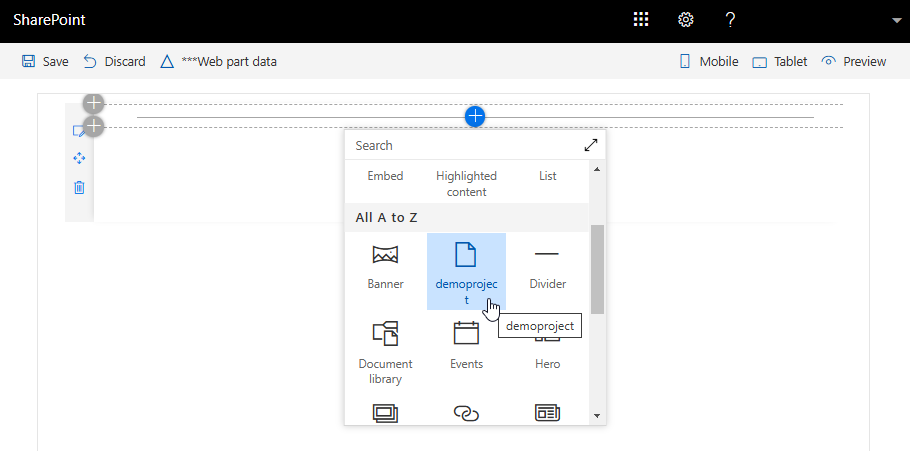 SharePoint
?
Save Discard ***Web part data Mobile Tablet Preview
Search
Embed Highlighted List
content
All A to Z
Banner demoprojec Divider
t
demoproject
Document Events Hero
library